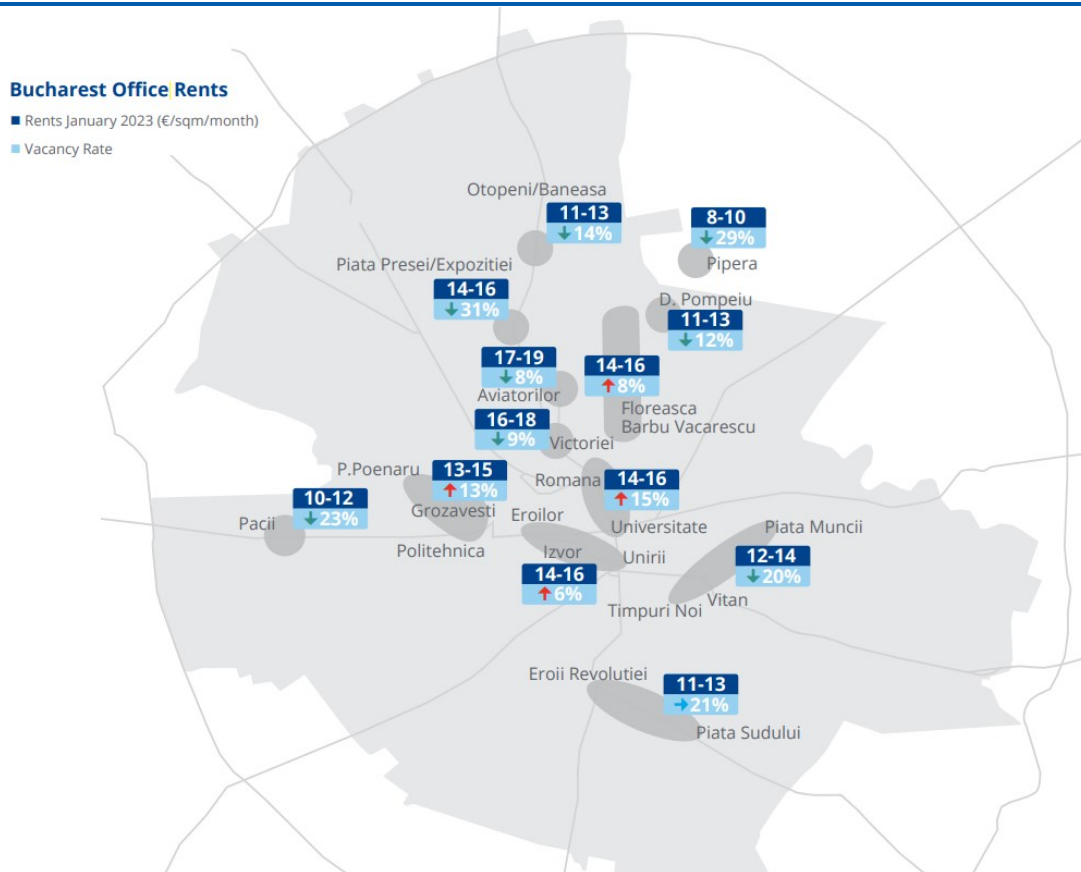 Bucharest Office Rents
Rents January 2023 (€/sqm/month)
Vacancy Rate
Otopeni/Baneasa
11-13
14%
8-10
29%
Pipera
Piata Presei/Expozitiei
14-16
31%
D. Pompeiu
11-13
12%
17-19
8%
Aviatorilor
14-16
8%
Floreasca
Barbu Vacarescu
16-18
9%
Victoriei
P.Poenaru
13-15
13%
Grozavesti
Politehnica
Romana
14-16
15%
Universitate
10-12
23%
Pacii
Eroilor
Izvor
Unirii
14-16
6%
Piata Muncii
12-14
20%
Vitan
Timpuri Noi
Eroii Revolutiei
11-13
21%
Piata Sudului